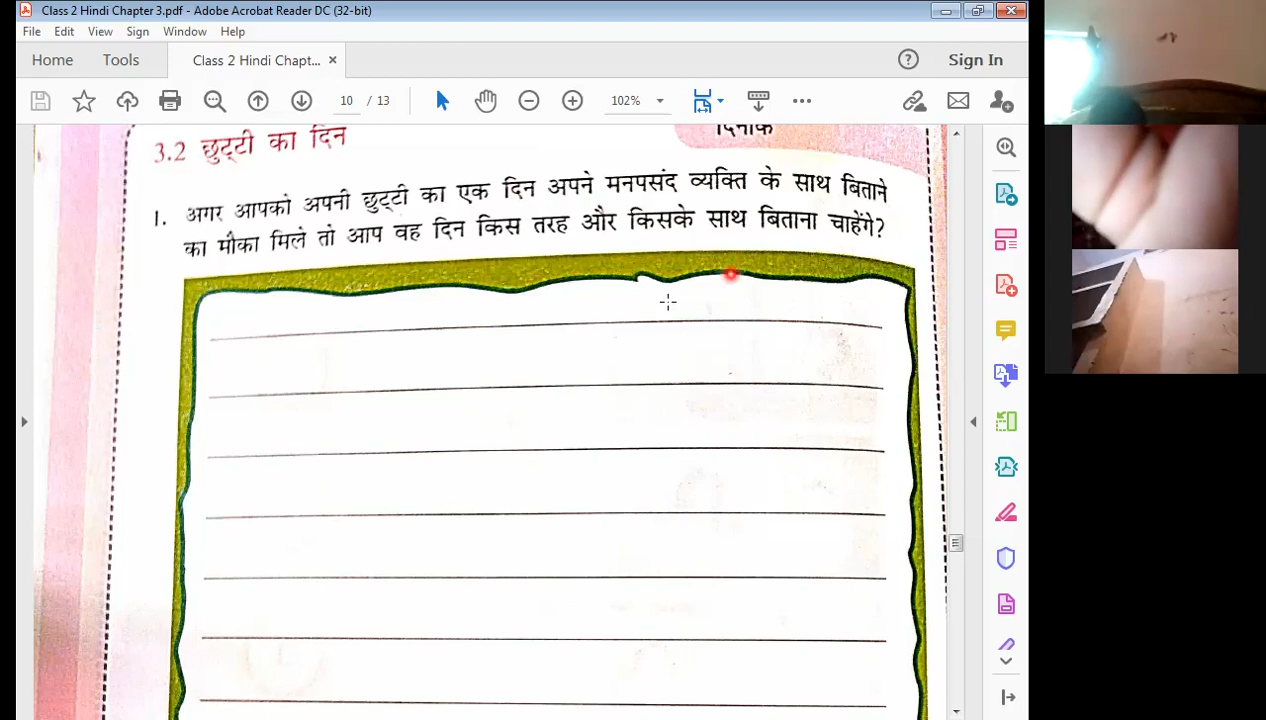 Class 2 Hindi Chapter 3.pdf - Adobe Acrobat Reader DC (32-bit)
File Edit View Sign Window Help
Home Tools Class 2 Hindi Chapt... × Sign In
10 / 13 102%
दिनांक
3.2 छुट्टी का दिन
1. अगर आपको अपनी छुट्टी का एक दिन अपने मनपसंद व्यक्ति के साथ बिताने
का मौका मिले तो आप वह दिन किस तरह और किसके साथ बिताना चाहेंगे?